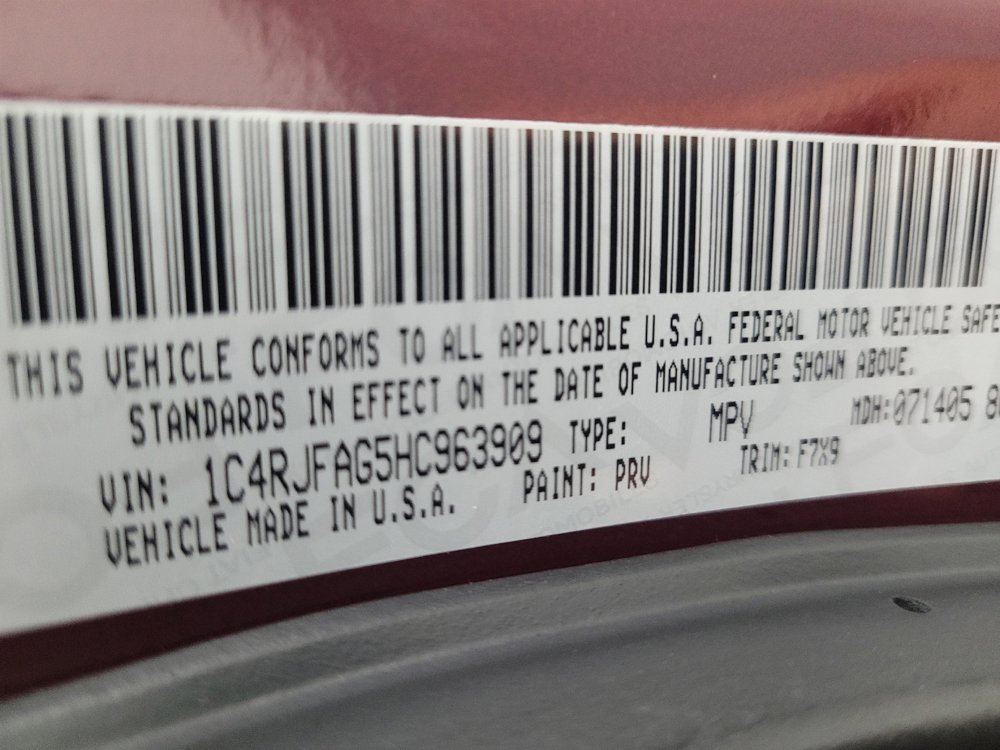 THIS VEHICLE CONFORMS TO ALL APPLICABLE U.S.A. FEDERAL MOTOR VEHICLE SAFE
STANDARDS IN EFFECT ON THE DATE OF MANUFACTURE SHOWN ABOVE.
VIN: 1C4RJFAG5HC963909 TYPE: MPV MDH:071405 8
VEHICLE MADE IN U.S.A. PAINT: PRV TRIM: F7X9